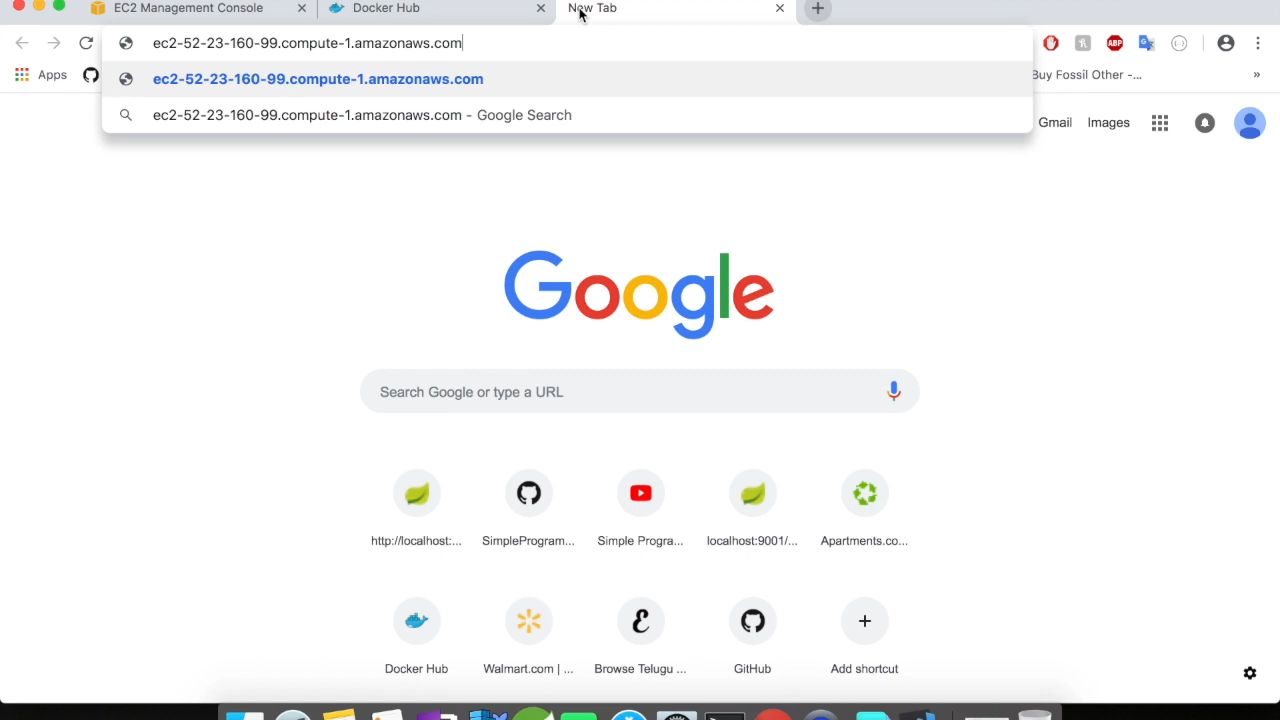 EC2 Management Console
Docker Hub
New Tab
ec2-52-23-160-99.compute-1.amazonaws.com
Apps
ec2-52-23-160-99.compute-1.amazonaws.com
Buy Fossil Other -...
»
ec2-52-23-160-99.compute-1.amazonaws.com - Google Search
Gmail Images
ABP
Google
Search Google or type a URL
http://localhost:... SimpleProgram... Simple Progra... localhost:9001/... Apartments.co...
Docker Hub Walmart.com | ... Browse Telugu ... GitHub Add shortcut